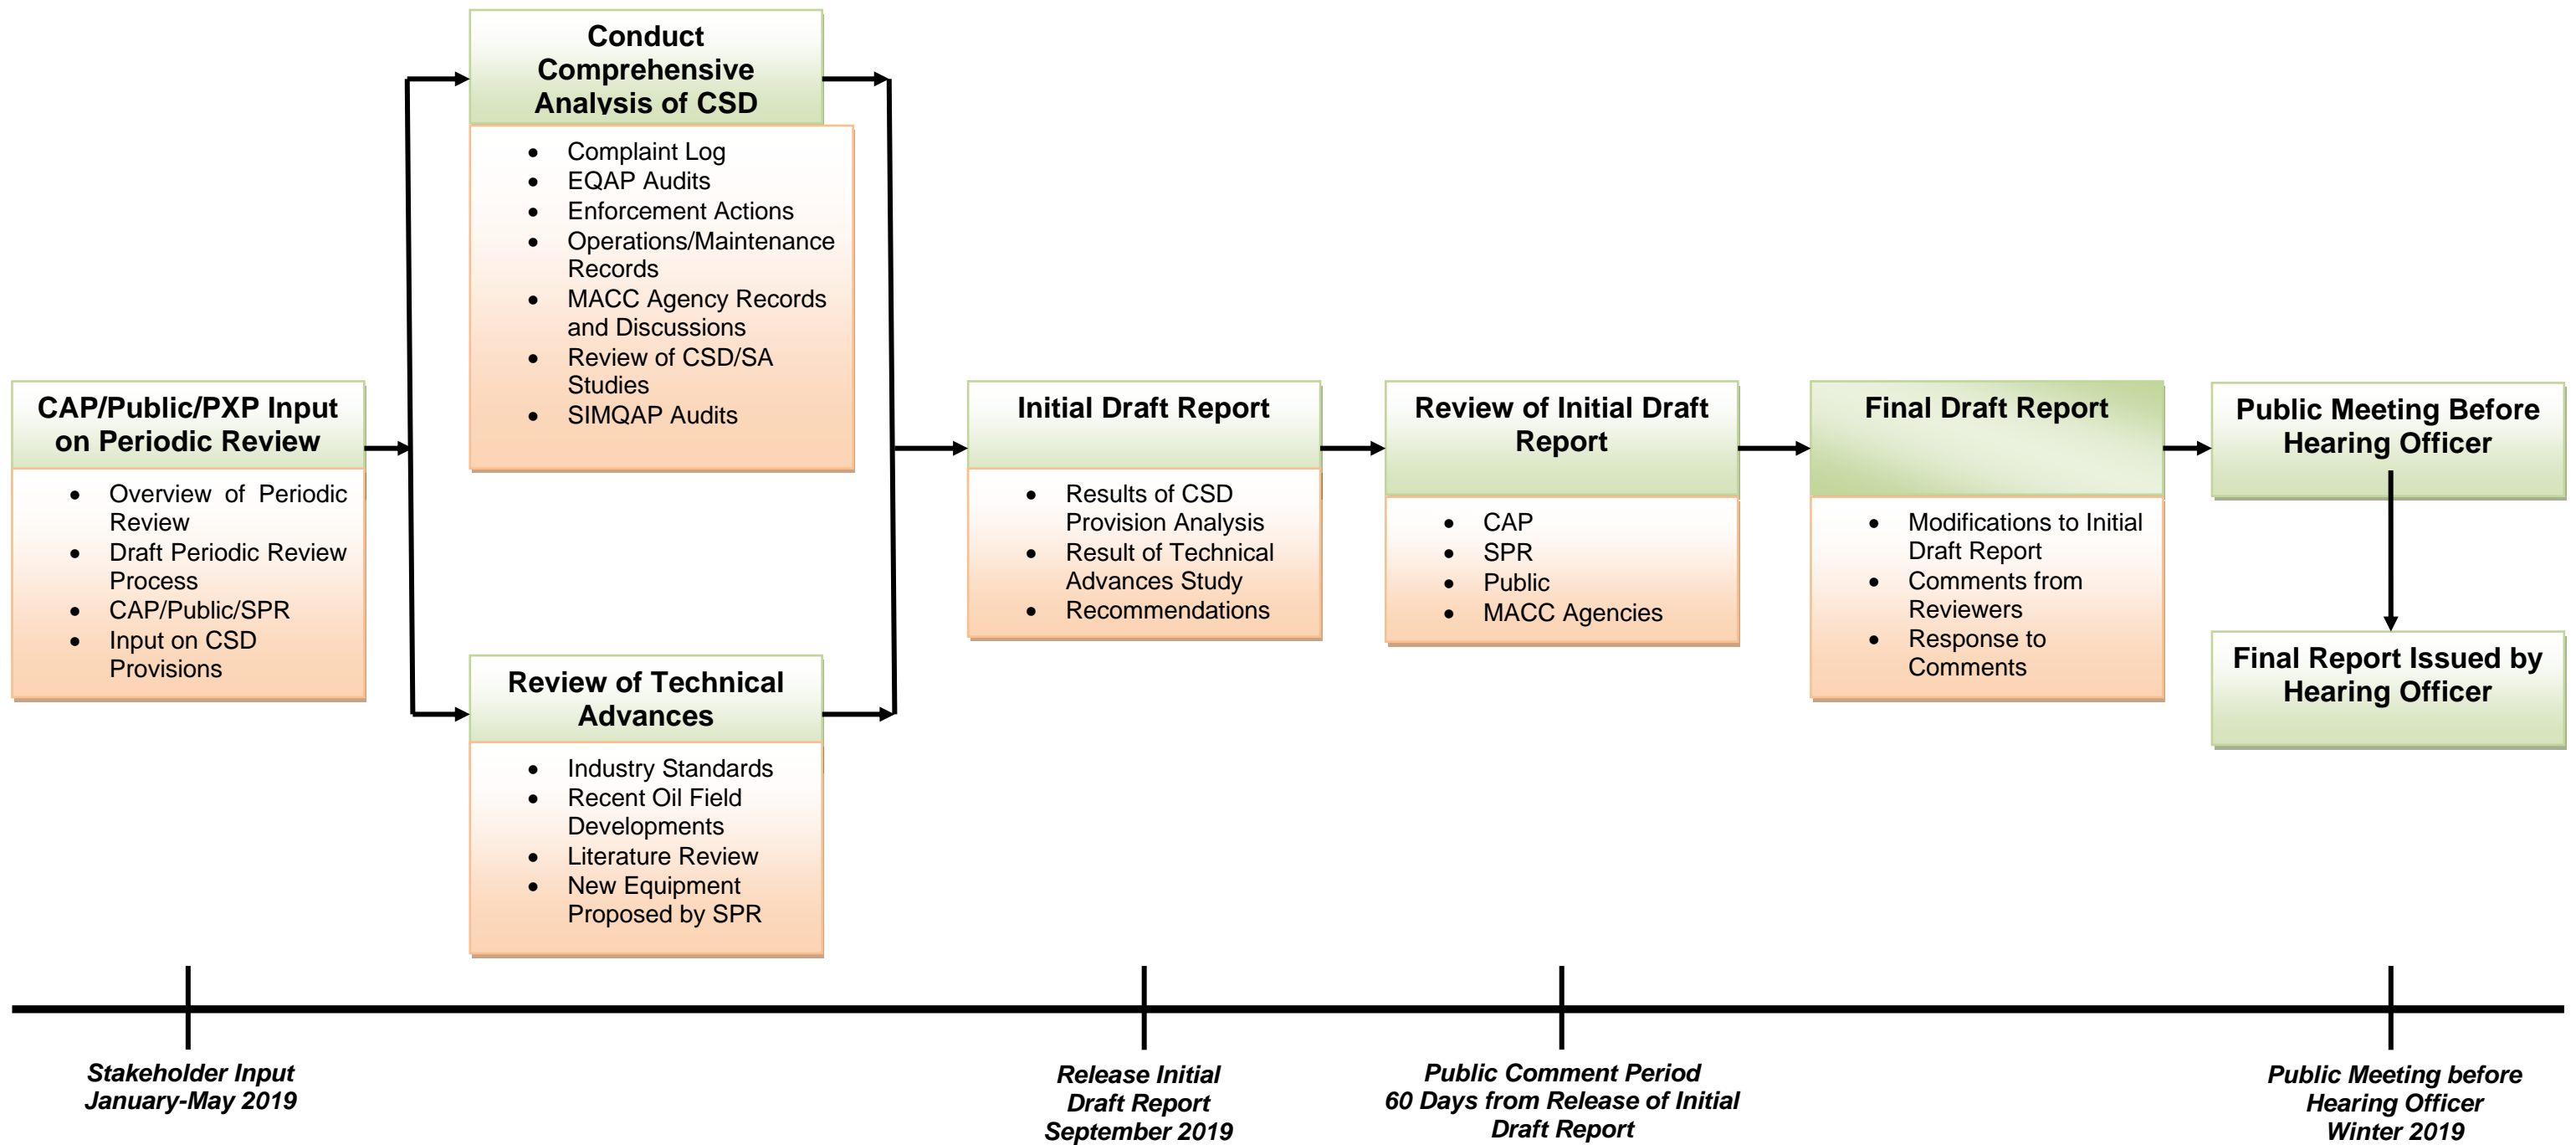 CAP/Public/PXP Input
on Periodic Review
• Overview of Periodic
Review
• Draft Periodic Review
Process
• CAP/Public/SPR
• Input on CSD
Provisions
Conduct
Comprehensive
Analysis of CSD
• Complaint Log
• EQAP Audits
• Enforcement Actions
• Operations/Maintenance
Records
• MACC Agency Records
and Discussions
• Review of CSD/SA
Studies
• SIMQAP Audits
Review of Technical
Advances
• Industry Standards
• Recent Oil Field
Developments
• Literature Review
• New Equipment
Proposed by SPR
Initial Draft Report
• Results of CSD
Provision Analysis
• Result of Technical
Advances Study
• Recommendations
Review of Initial Draft
Report
• CAP
• SPR
• Public
• MACC Agencies
Final Draft Report
• Modifications to Initial
Draft Report
• Comments from
Reviewers
• Response to
Comments
Public Meeting Before
Hearing Officer
Final Report Issued by
Hearing Officer
Stakeholder Input
January-May 2019
Release Initial
Draft Report
September 2019
Public Comment Period
60 Days from Release of Initial
Draft Report
Public Meeting before
Hearing Officer
Winter 2019